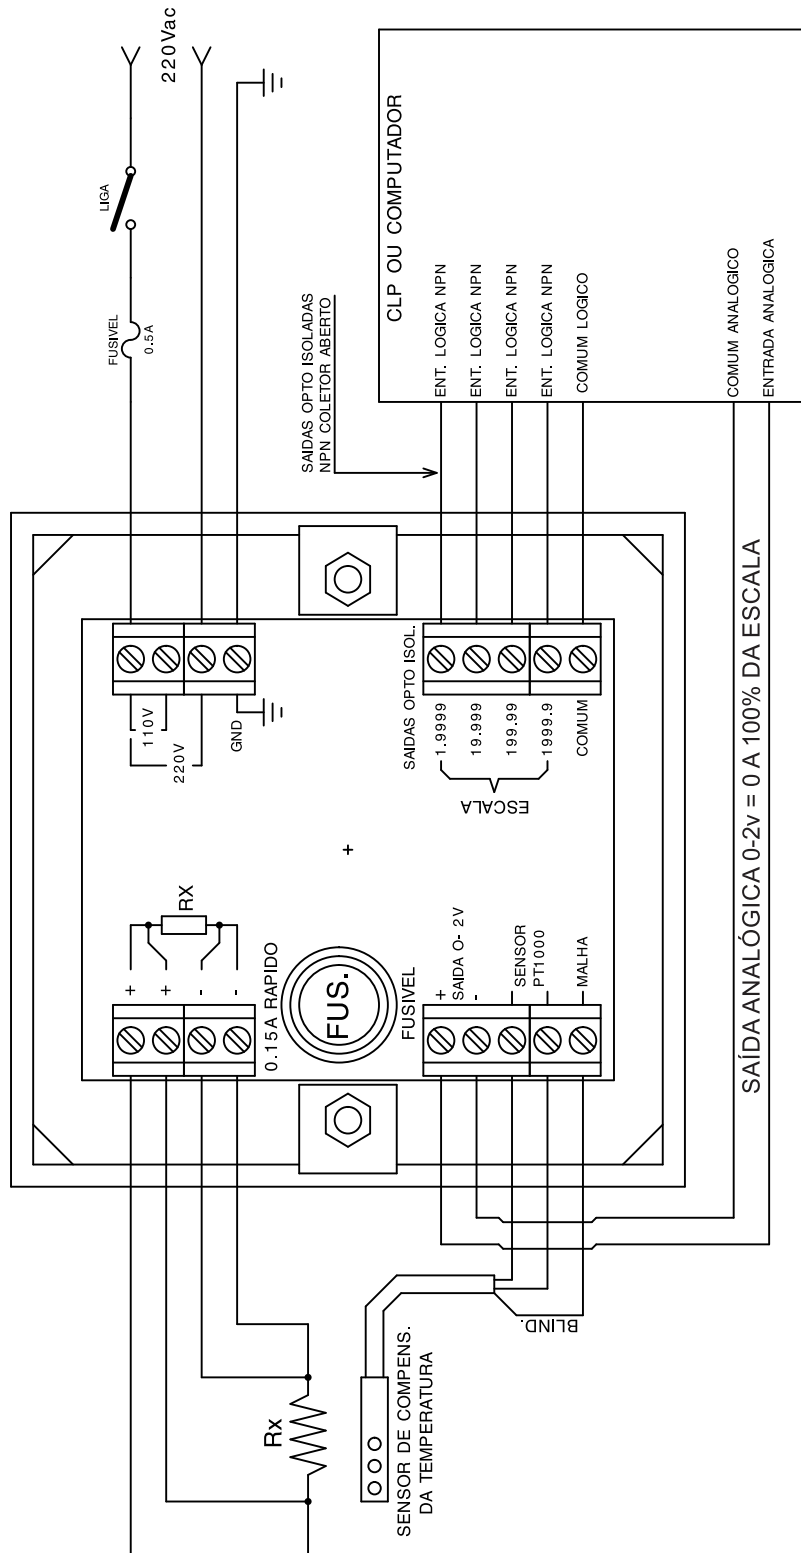 220Vac
LIGA
FUSIVEL
0.5A
CLP OU COMPUTADOR
ENT. LOGICA NPN
ENT. LOGICA NPN
ENT. LOGICA NPN
ENT. LOGICA NPN
COMUM LOGICO
COMUM ANALOGICO
ENTRADA ANALOGICA
SAIDAS OPTO ISOLADAS
NPN COLETOR ABERTO
110V
220V
GND
SAIDAS OPTO ISOL.
1.9999
19.999
199.99
1999.9
COMUM
ESCALA
+
RX
+
+
-
-
0.15A RAPIDO
FUS.
FUSIVEL
+
SAIDA O- 2V
-
SENSOR
PT1000
MALHA
SAÍDA ANALÓGICA 0-2v = 0 A 100% DA ESCALA
BLIND.
Rx
SENSOR DE COMPENS.
DA TEMPERATURA